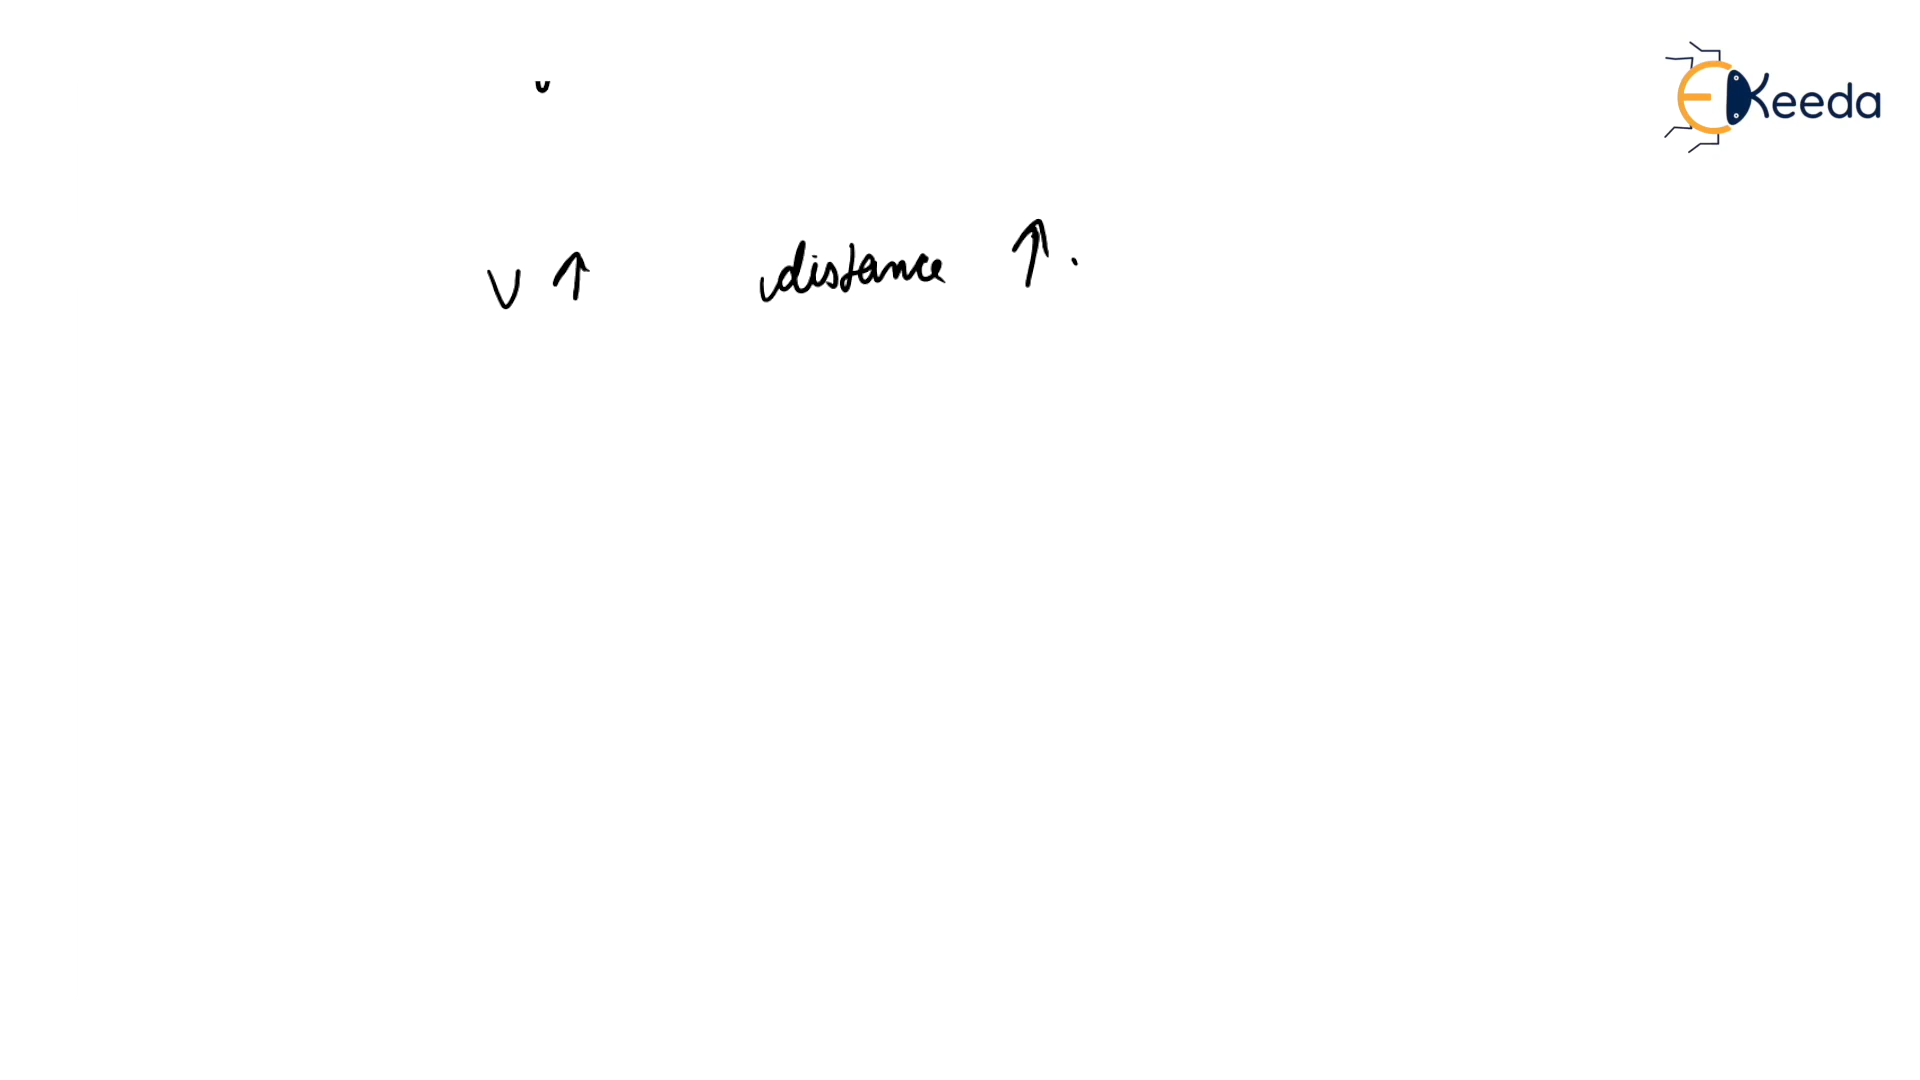 EKeeda
V ↑ distance ↑.